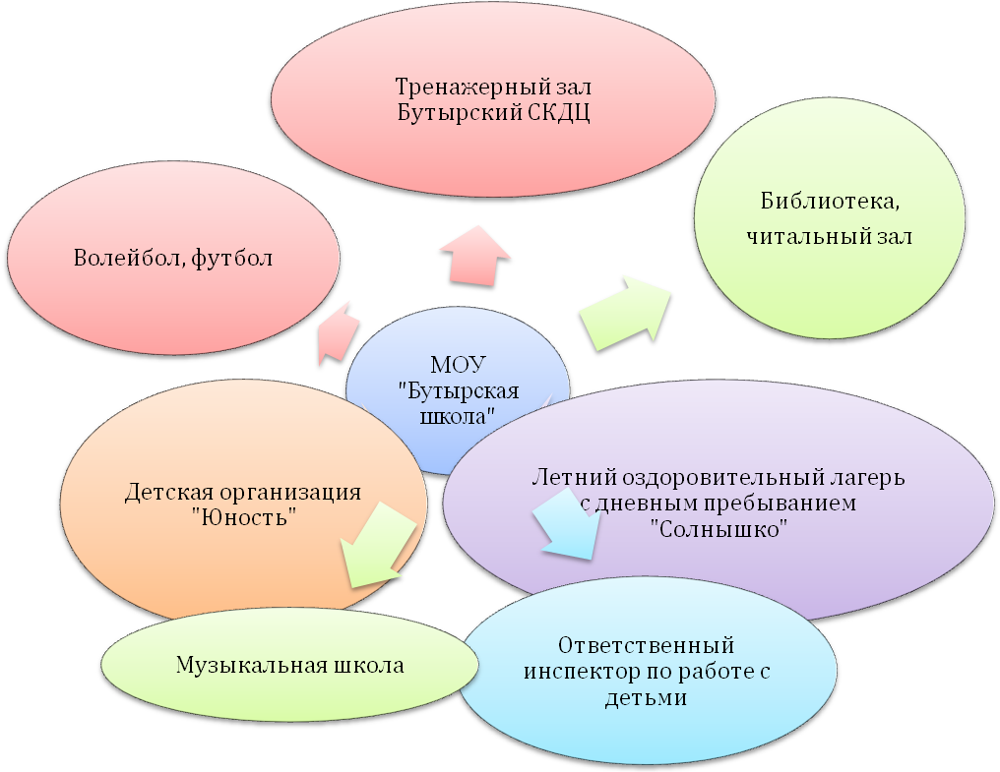 Тренажерный зал
Бутырский СКДЦ
Библиотека,
читальный зал
Волейбол, футбол
МОУ
"Бутырская
школа"
Детская организация
"Юность"
Летний оздоровительный лагерь
с дневным пребыванием
"Солнышко"
Музыкальная школа
Ответственный
инспектор по работе с
детьми